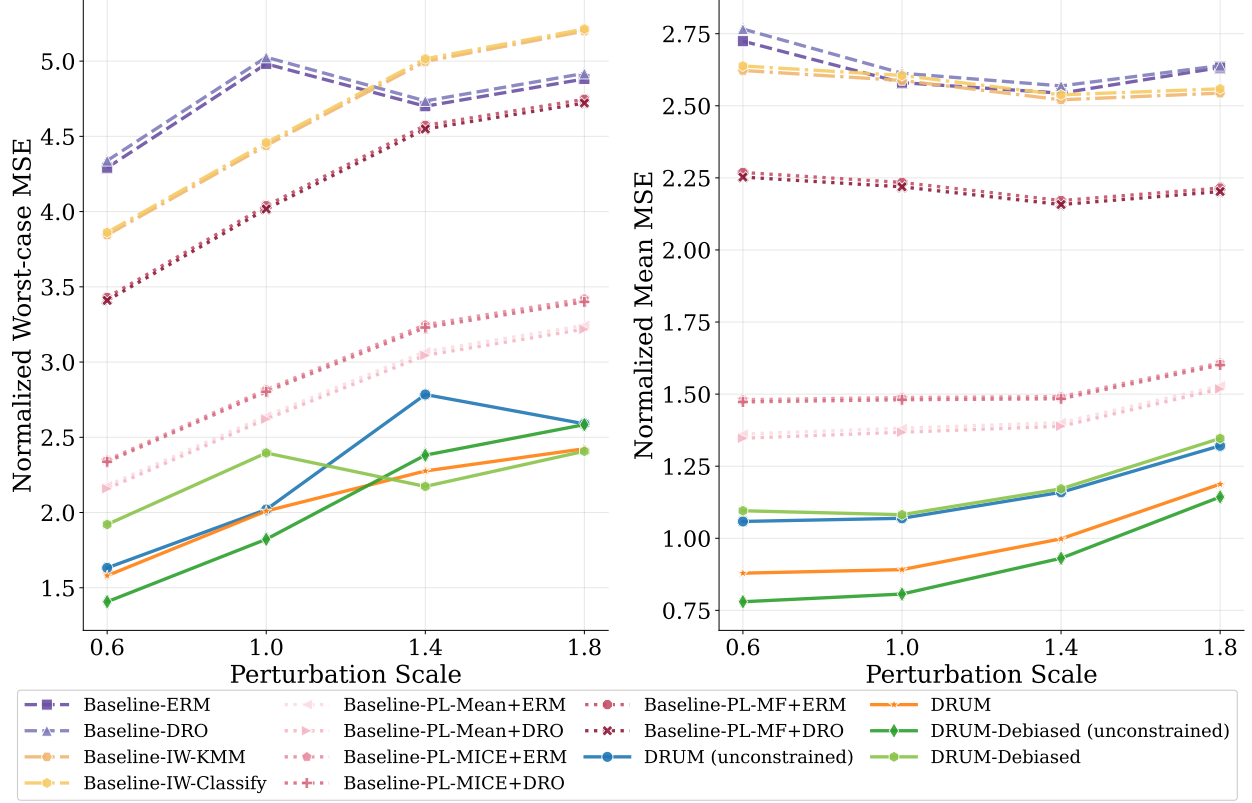 Normalized Worst-case MSE
5.0
4.5
4.0
3.5
3.0
2.5
2.0
1.5
0.6 1.0 1.4 1.8
Perturbation Scale
Normalized Mean MSE
2.75
2.50
2.25
2.00
1.75
1.50
1.25
1.00
0.75
0.6 1.0 1.4 1.8
Perturbation Scale
Baseline-ERM
Baseline-DRO
Baseline-IW-KMM
Baseline-IW-Classify
Baseline-PL-Mean+ERM
Baseline-PL-Mean+DRO
Baseline-PL-MICE+ERM
Baseline-PL-MICE+DRO
Baseline-PL-MF+ERM
Baseline-PL-MF+DRO
DRUM (unconstrained)
DRUM
DRUM-Debiased (unconstrained)
DRUM-Debiased